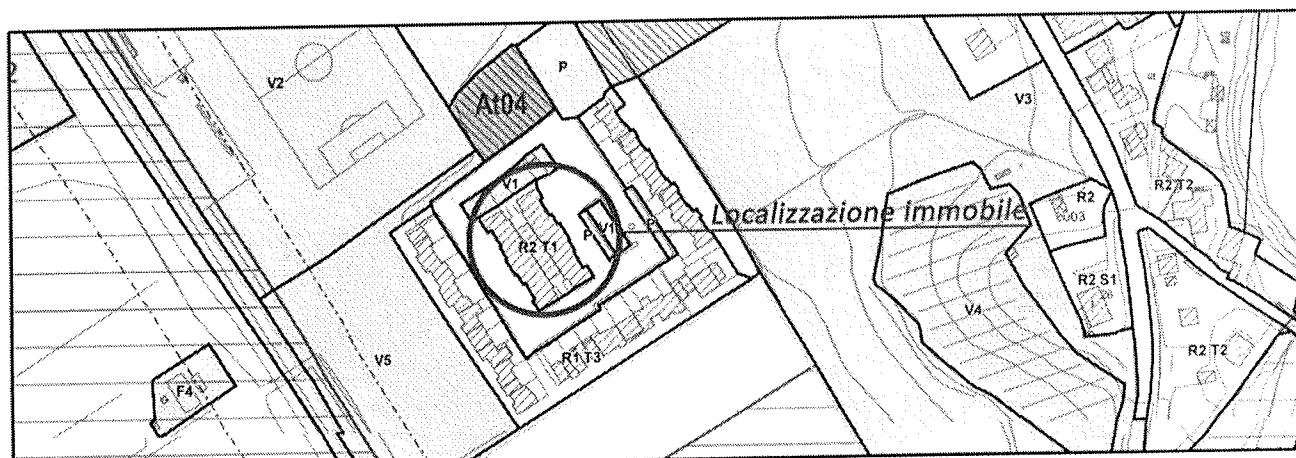 V2
P
At04
V3
V1
R2 T2
R2
2003
Localizzazione immobile
P
V1
P
R2 T1
R2 S1
V4
V5
R1 T3
R2 T2
F4